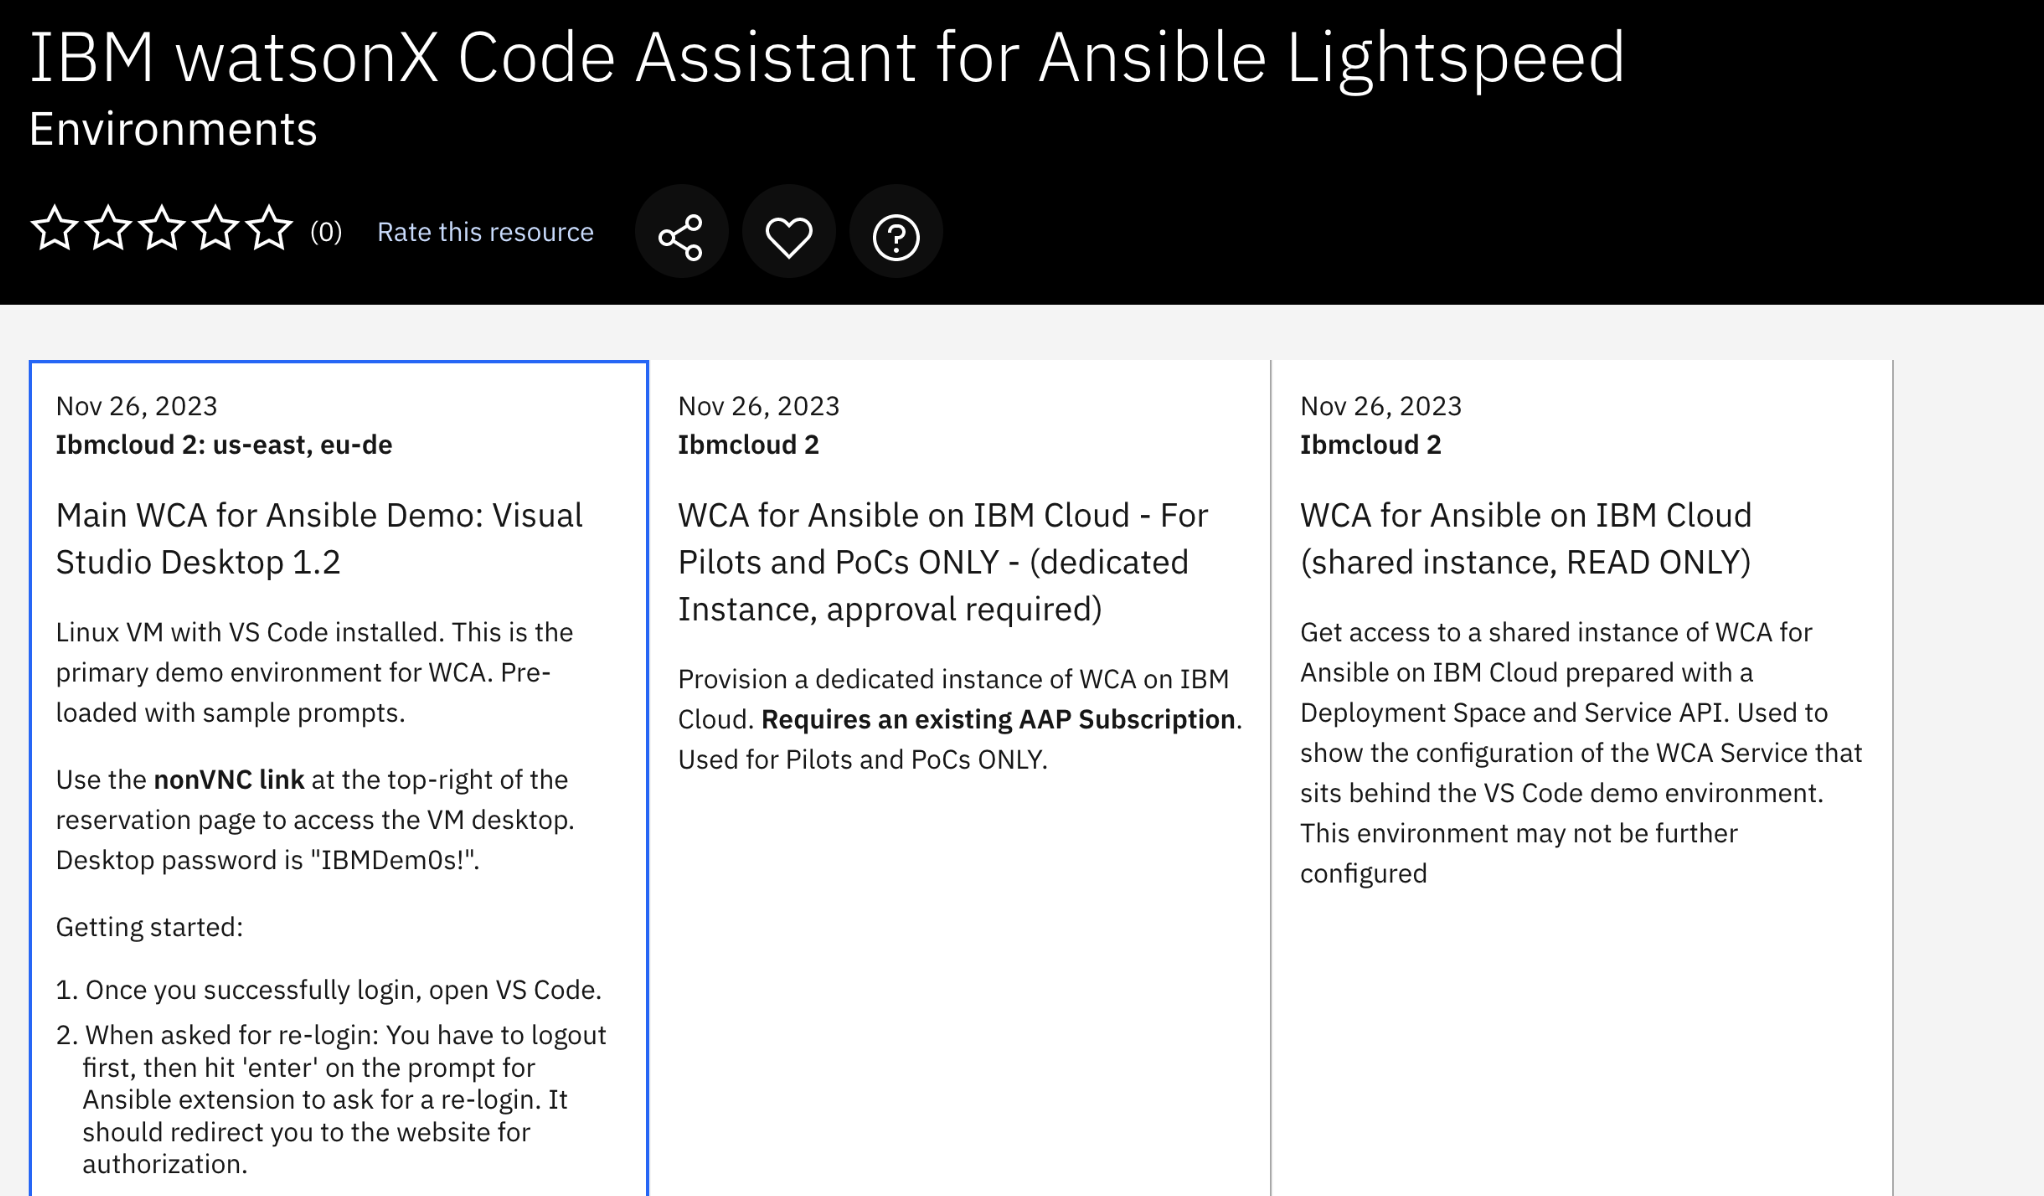 IBM watsonX Code Assistant for Ansible Lightspeed
Environments
(0) Rate this resource
Nov 26, 2023
Ibmcloud 2: us-east, eu-de
Main WCA for Ansible Demo: Visual
Studio Desktop 1.2
Linux VM with VS Code installed. This is the
primary demo environment for WCA. Pre-
loaded with sample prompts.
Use the nonVNC link at the top-right of the
reservation page to access the VM desktop.
Desktop password is "IBMDem0s!".
Getting started:
1. Once you successfully login, open VS Code.
2. When asked for re-login: You have to logout
first, then hit 'enter' on the prompt for
Ansible extension to ask for a re-login. It
should redirect you to the website for
authorization.
Nov 26, 2023
Ibmcloud 2
WCA for Ansible on IBM Cloud - For
Pilots and PoCs ONLY - (dedicated
Instance, approval required)
Provision a dedicated instance of WCA on IBM
Cloud. Requires an existing AAP Subscription.
Used for Pilots and PoCs ONLY.
Nov 26, 2023
Ibmcloud 2
WCA for Ansible on IBM Cloud
(shared instance, READ ONLY)
Get access to a shared instance of WCA for
Ansible on IBM Cloud prepared with a
Deployment Space and Service API. Used to
show the configuration of the WCA Service that
sits behind the VS Code demo environment.
This environment may not be further
configured